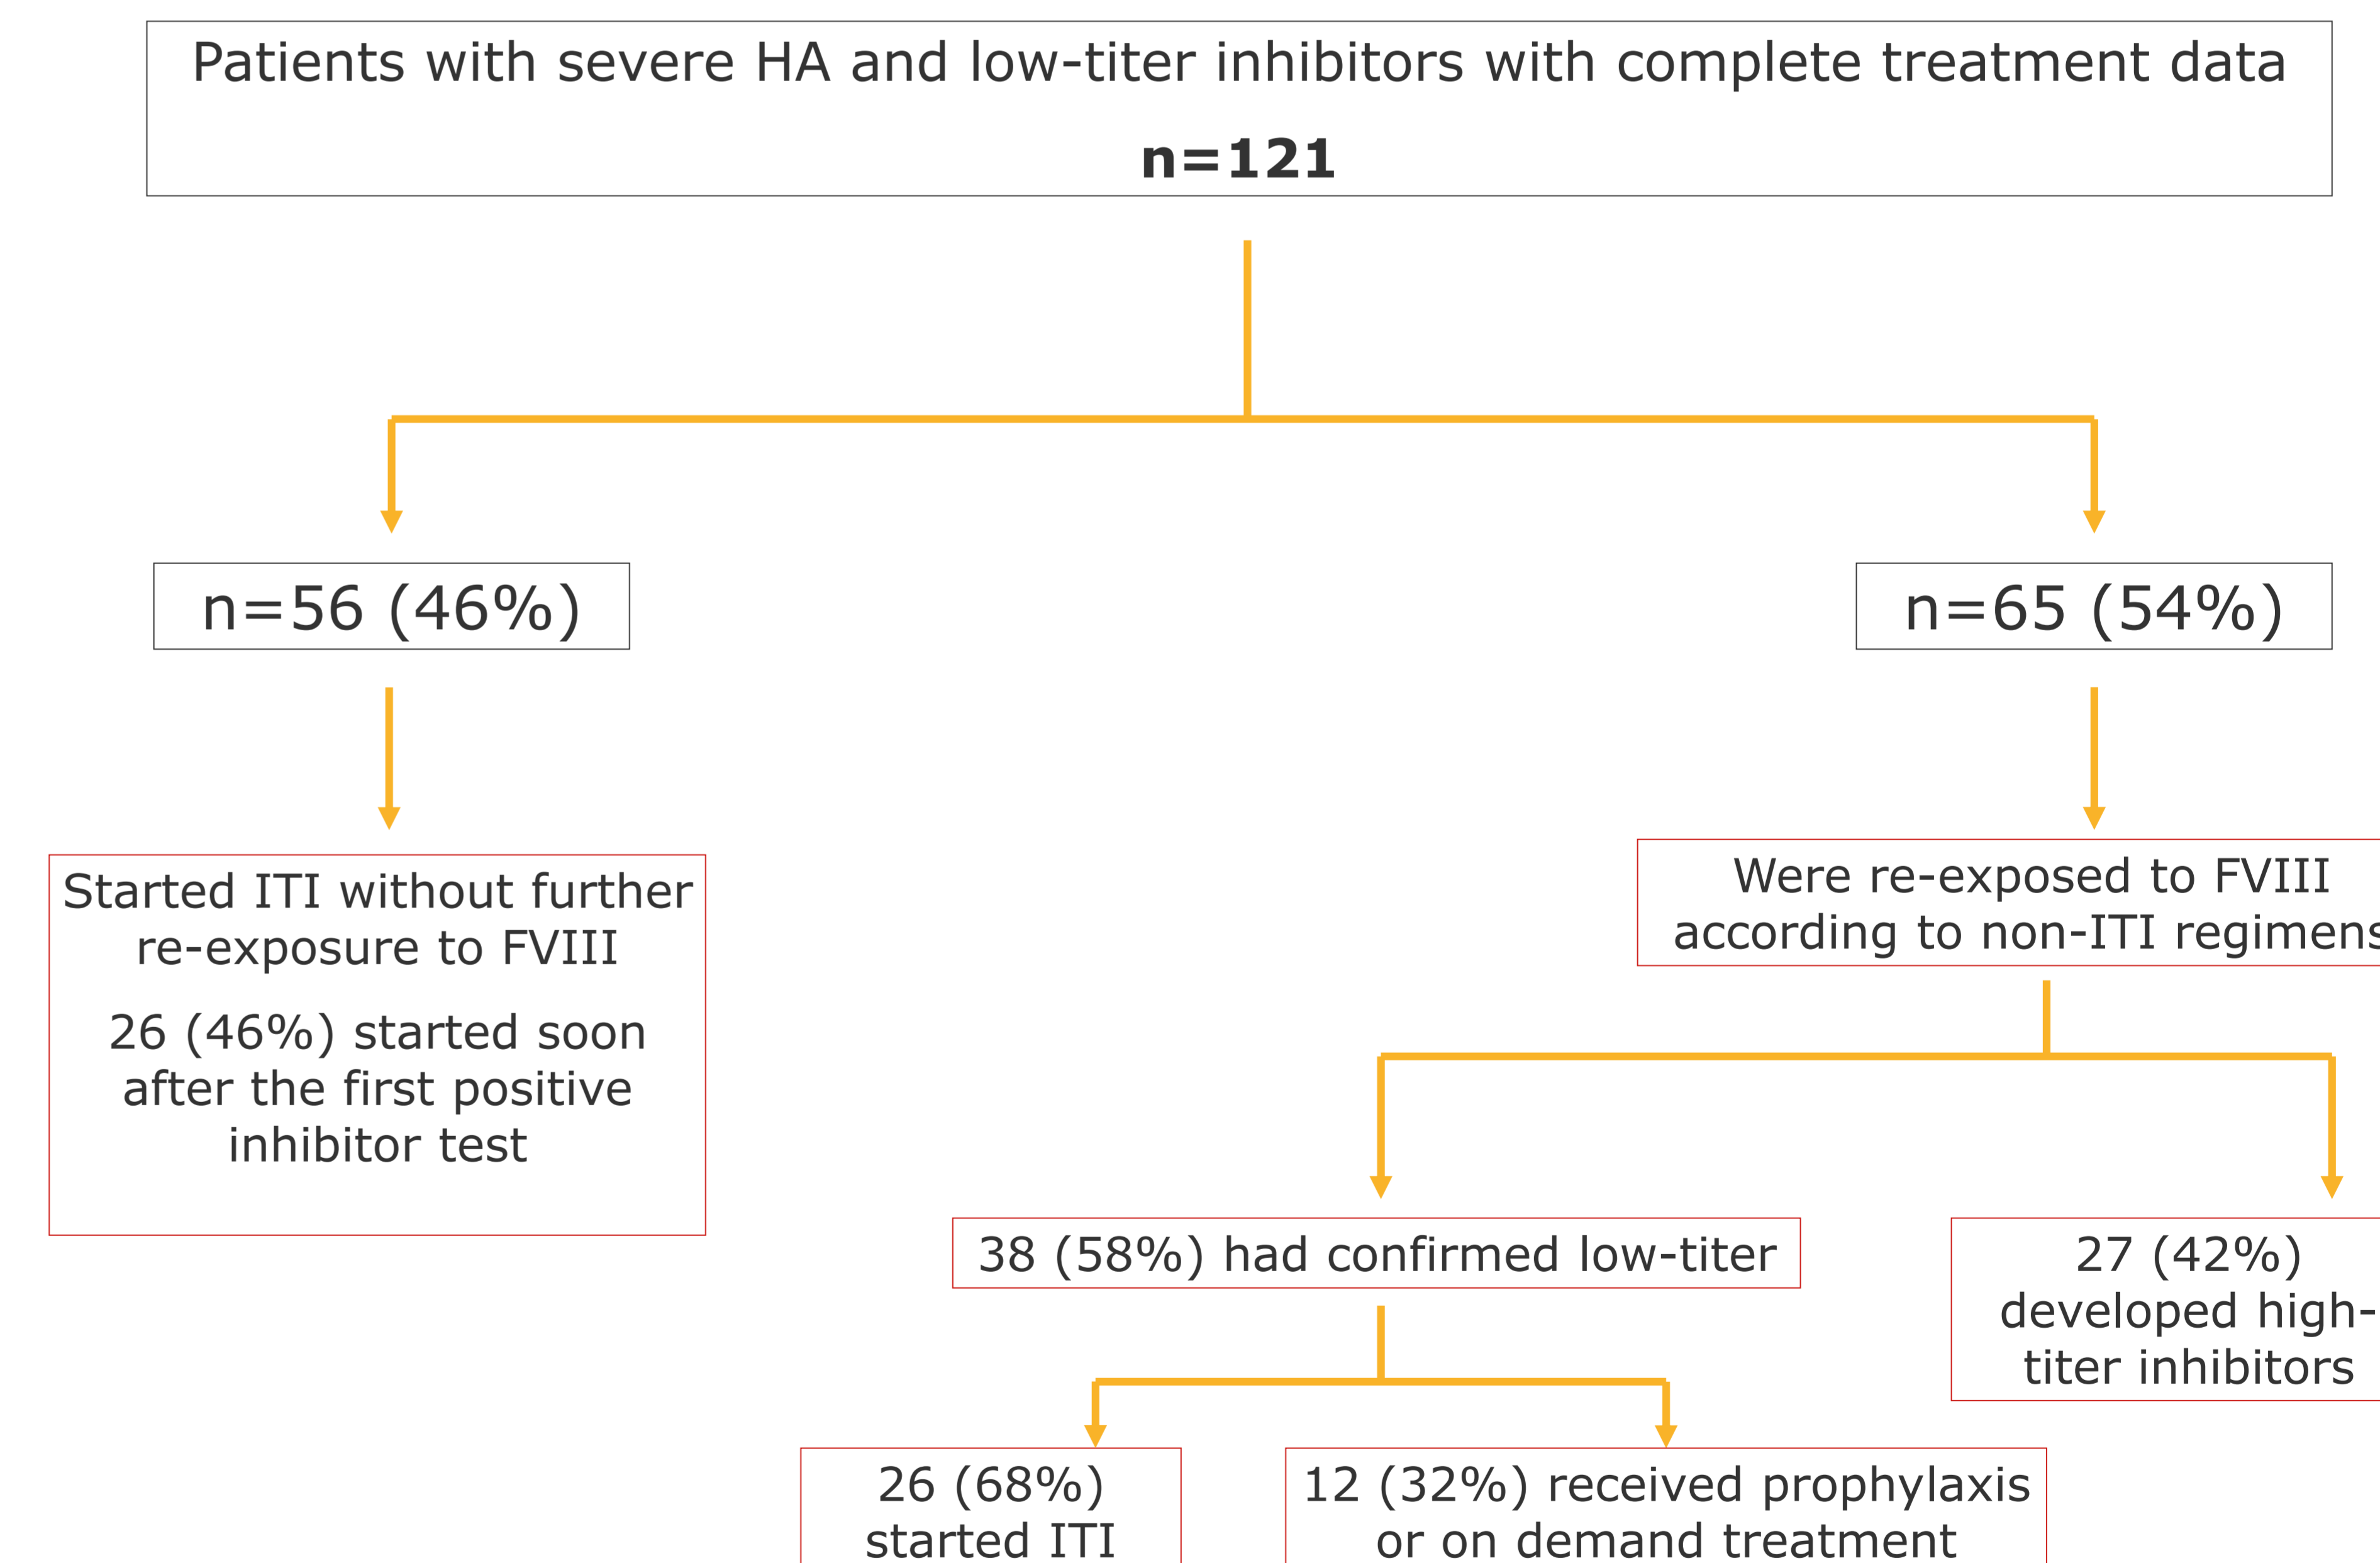 Patients with severe HA and low-titer inhibitors with complete treatment data
n=121
n=56 (46%)
n=65 (54%)
Started ITI without further
re-exposure to FVIII
26 (46%) started soon
after the first positive
inhibitor test
Were re-exposed to FVIII
according to non-ITI regimens
38 (58%) had confirmed low-titer
27 (42%)
developed high-
titer inhibitors
26 (68%)
started ITI
12 (32%) received prophylaxis
or on demand treatment